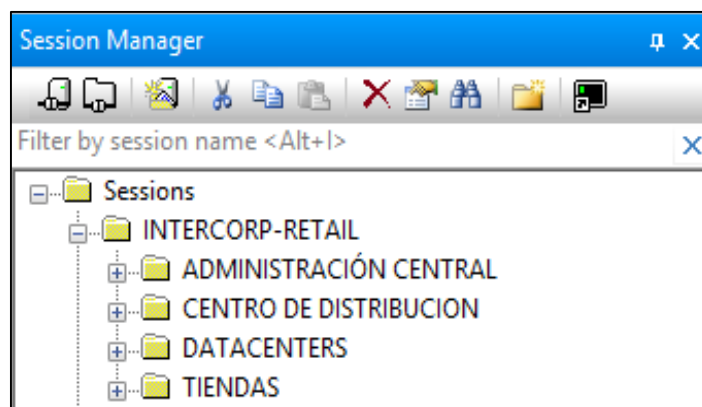 Session Manager
Filter by session name <Alt+I>
Sessions
INTERCORP-RETAIL
ADMINISTRACIÓN CENTRAL
CENTRO DE DISTRIBUCION
DATACENTERS
TIENDAS